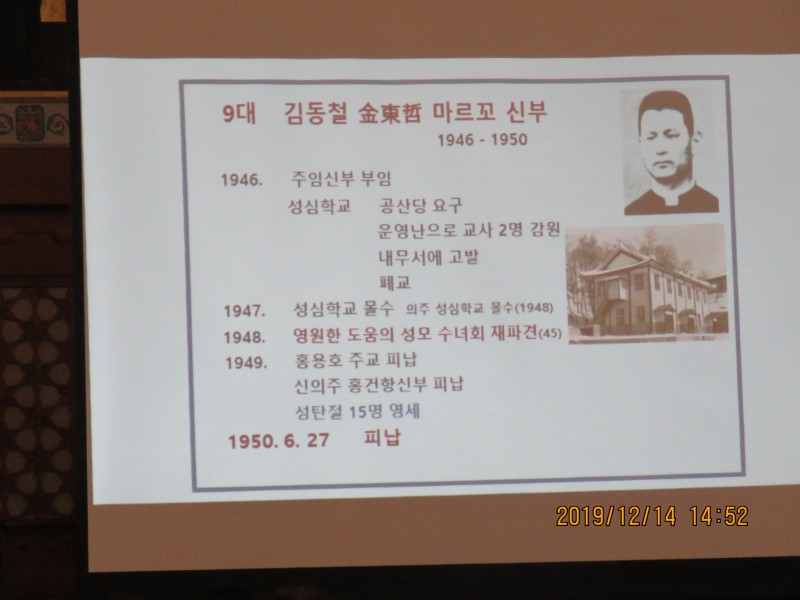 9대 김동철 金東哲 마르꼬 신부
1946 - 1950
1946. 주임신부 부임
성심학교 공산당 요구
운영난으로 교사 2명 감원
내무서에 고발
폐교
1947. 성심학교 몰수 의주 성심학교 몰수(1948)
1948. 영원한 도움의 성모 수녀회 재파견(45)
1949. 홍용호 주교 피납
신의주 홍건항신부 피납
성탄절 15명 영세
1950. 6. 27 피납
2019/12/14 14:52